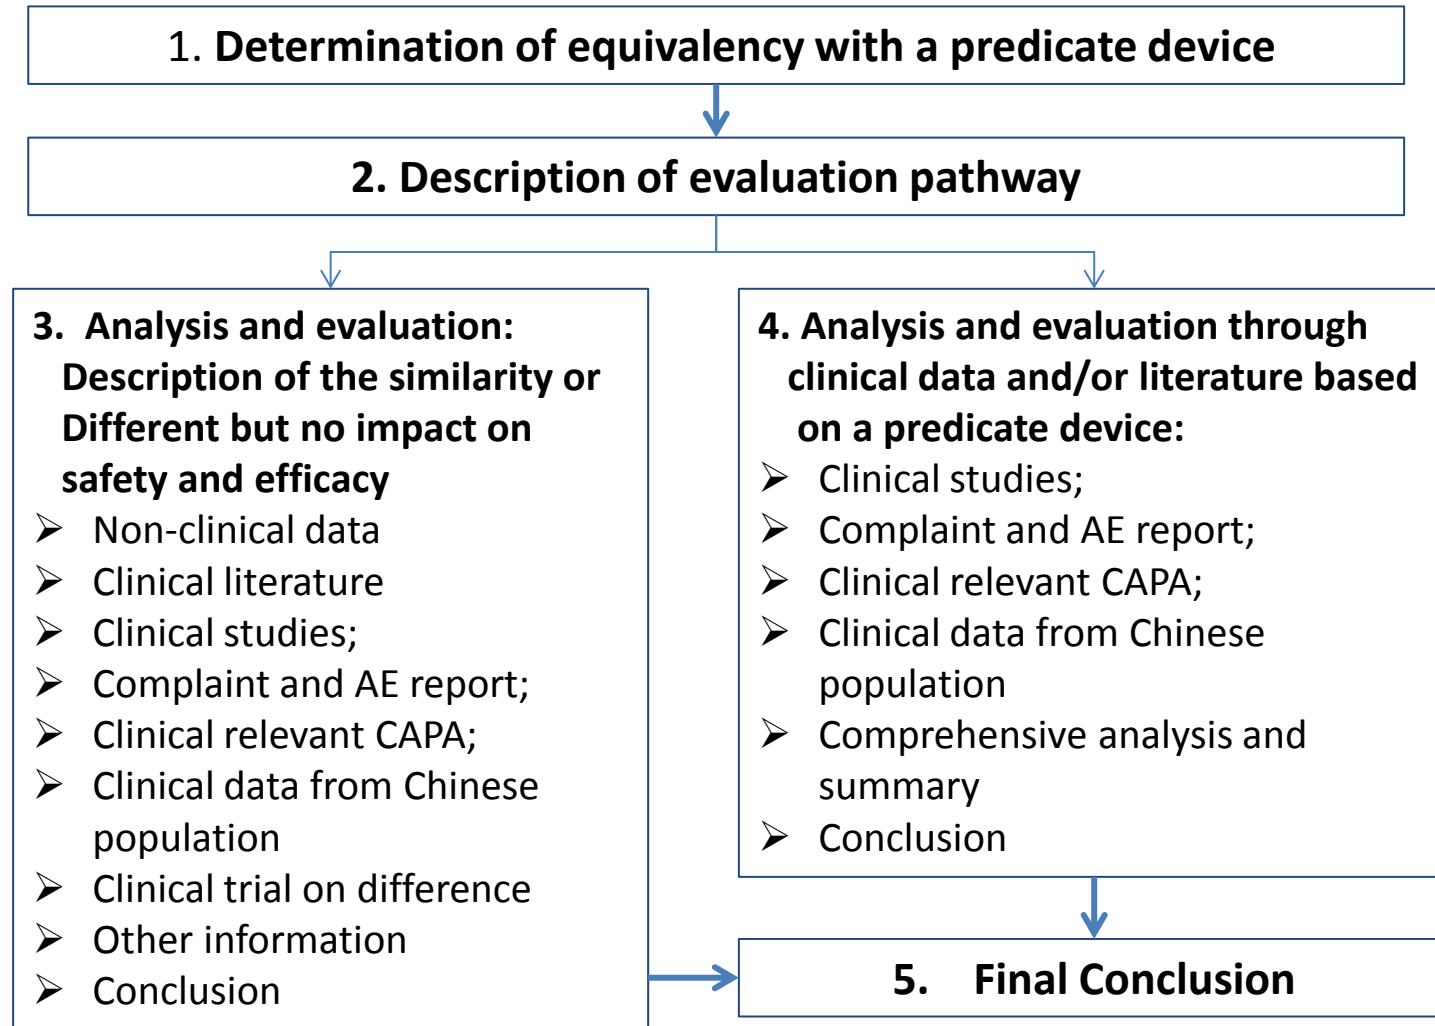 1. Determination of equivalency with a predicate device
2. Description of evaluation pathway
3. Analysis and evaluation:
Description of the similarity or
Different but no impact on
safety and efficacy
➢ Non-clinical data
➢ Clinical literature
➢ Clinical studies;
➢ Complaint and AE report;
➢ Clinical relevant CAPA;
➢ Clinical data from Chinese
population
➢ Clinical trial on difference
➢ Other information
➢ Conclusion
4. Analysis and evaluation through
clinical data and/or literature based
on a predicate device:
➢ Clinical studies;
➢ Complaint and AE report;
➢ Clinical relevant CAPA;
➢ Clinical data from Chinese
population
➢ Comprehensive analysis and
summary
➢ Conclusion
5. Final Conclusion